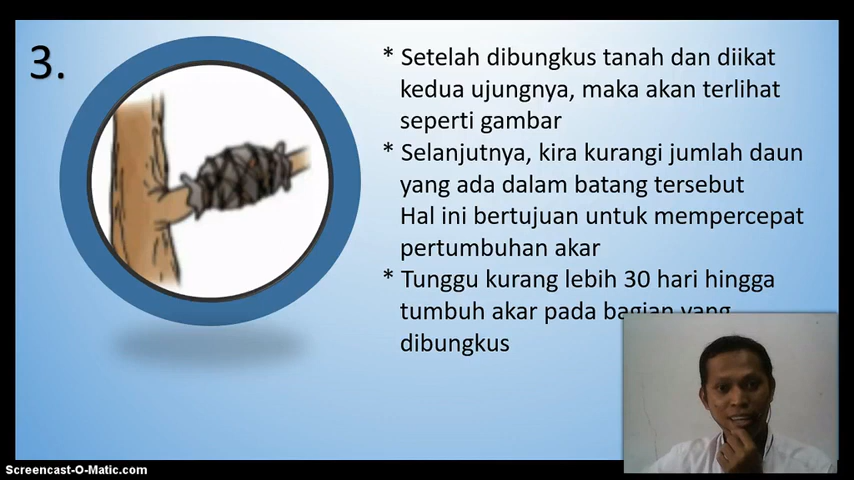 3.
* Setelah dibungkus tanah dan diikat
kedua ujungnya, maka akan terlihat
seperti gambar
* Selanjutnya, kira kurangi jumlah daun
yang ada dalam batang tersebut
Hal ini bertujuan untuk mempercepat
pertumbuhan akar
* Tunggu kurang lebih 30 hari hingga
tumbuh akar pada bagian yang
dibungkus
Screencast-O-Matic.com